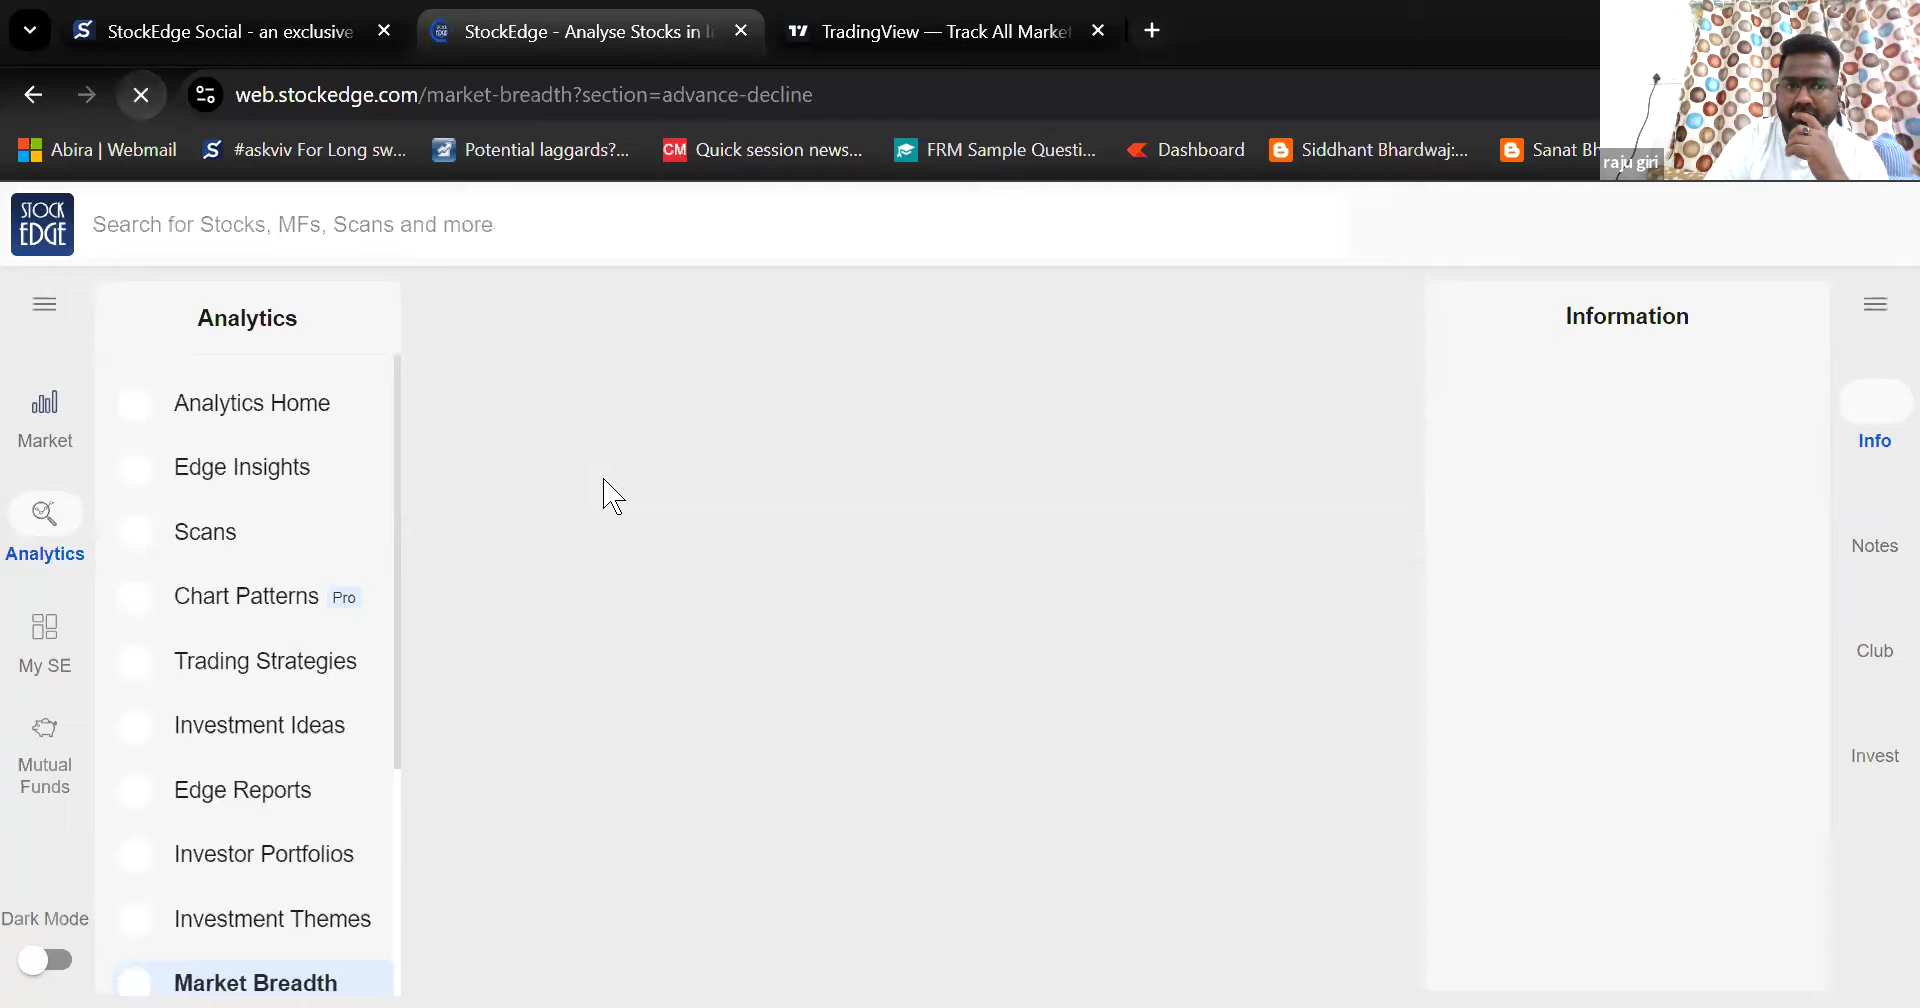 StockEdge Social - an exclusive
StockEdge - Analyse Stocks in I
TradingView — Track All Market
web.stockedge.com/market-breadth?section=advance-decline
Abira | Webmail
#askviv For Long sw...
Potential laggards?...
CM Quick session news...
FRM Sample Questi...
Dashboard
Siddhant Bhardwaj:...
Sanat Bh
raju giri
STOCK
EDGE
Search for Stocks, MFs, Scans and more
Market
Analytics
My SE
Mutual
Funds
Dark Mode
Analytics
Analytics Home
Edge Insights
Scans
Chart Patterns Pro
Trading Strategies
Investment Ideas
Edge Reports
Investor Portfolios
Investment Themes
Market Breadth
Information
Info
Notes
Club
Invest